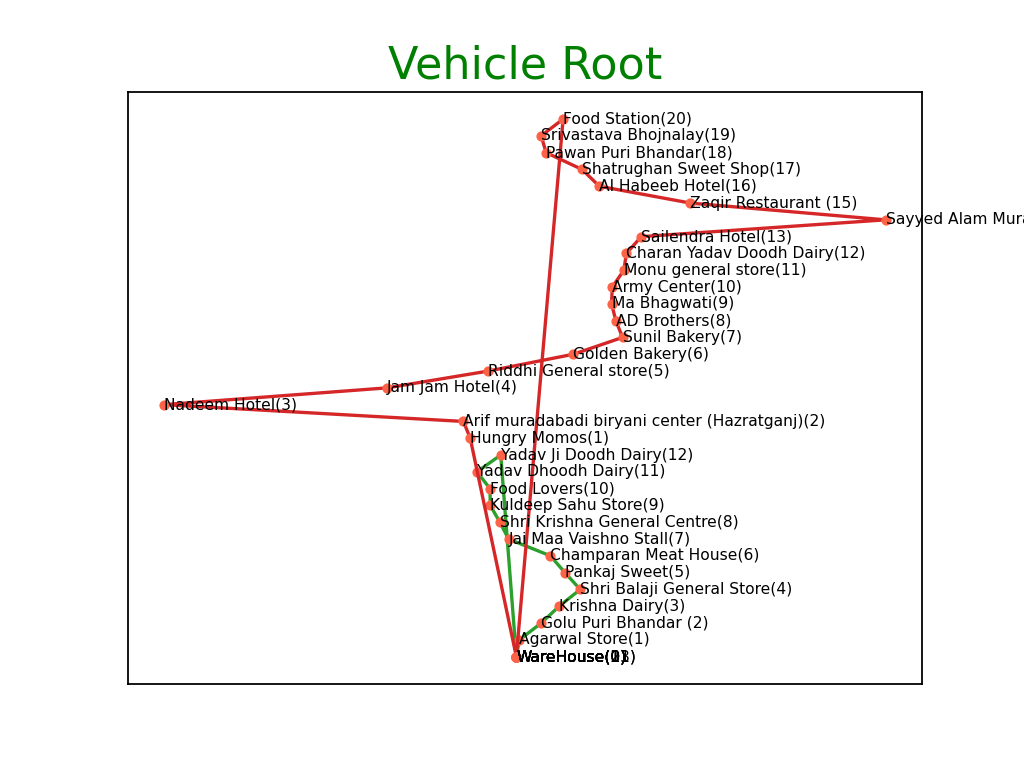 Vehicle Root
Food Station(20)
Srivastava Bhojnalay(19)
Pawan Puri Bhandar(18)
Shatrughan Sweet Shop(17)
Al Habeeb Hotel(16)
Zaqir Restaurant (15)
Sayyed Alam Mura
Sailendra Hotel(13)
Charan Yadav Doodh Dairy(12)
Monu general store(11)
Army Center(10)
Ma Bhagwati(9)
AD Brothers(8)
Sunil Bakery(7)
Golden Bakery(6)
Riddhi General store(5)
Jam Jam Hotel(4)
Nadeem Hotel(3)
Arif muradabadi biryani center (Hazratganj)(2)
Hungry Momos(1)
Yadav Ji Doodh Dairy(12)
Yadav Dhoodh Dairy(11)
Food Lovers(10)
Kuldeep Sahu Store(9)
Shri Krishna General Centre(8)
Jai Maa Vaishno Stall(7)
Champaran Meat House(6)
Pankaj Sweet(5)
Shri Balaji General Store(4)
Krishna Dairy(3)
Golu Puri Bhandar (2)
Agarwal Store(1)
WareHouse